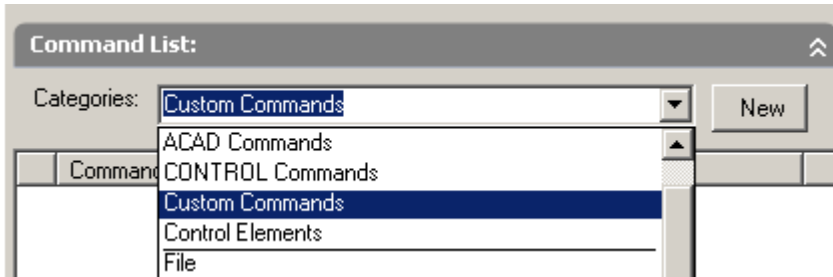 Command List:
Categories: Custom Commands New
ACAD Commands
Command
CONTROL Commands
Custom Commands
Control Elements
File